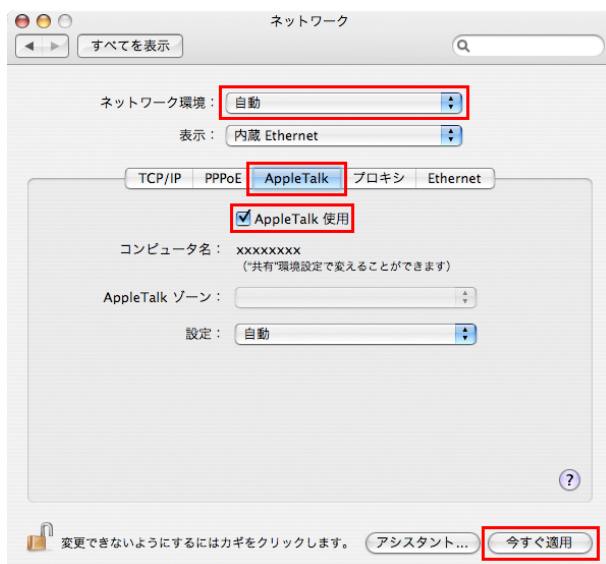 ネットワーク
すべてを表示
ネットワーク環境： 自動
表示： 内蔵 Ethernet
TCP/IP PPPoE AppleTalk プロキシ Ethernet
AppleTalk 使用
コンピュータ名： xxxxxxxx
（"共有"環境設定で変えることができます）
AppleTalk ゾーン：
設定： 自動
?
変更できないようにするにはカギをクリックします。 アシスタント... 今すぐ適用